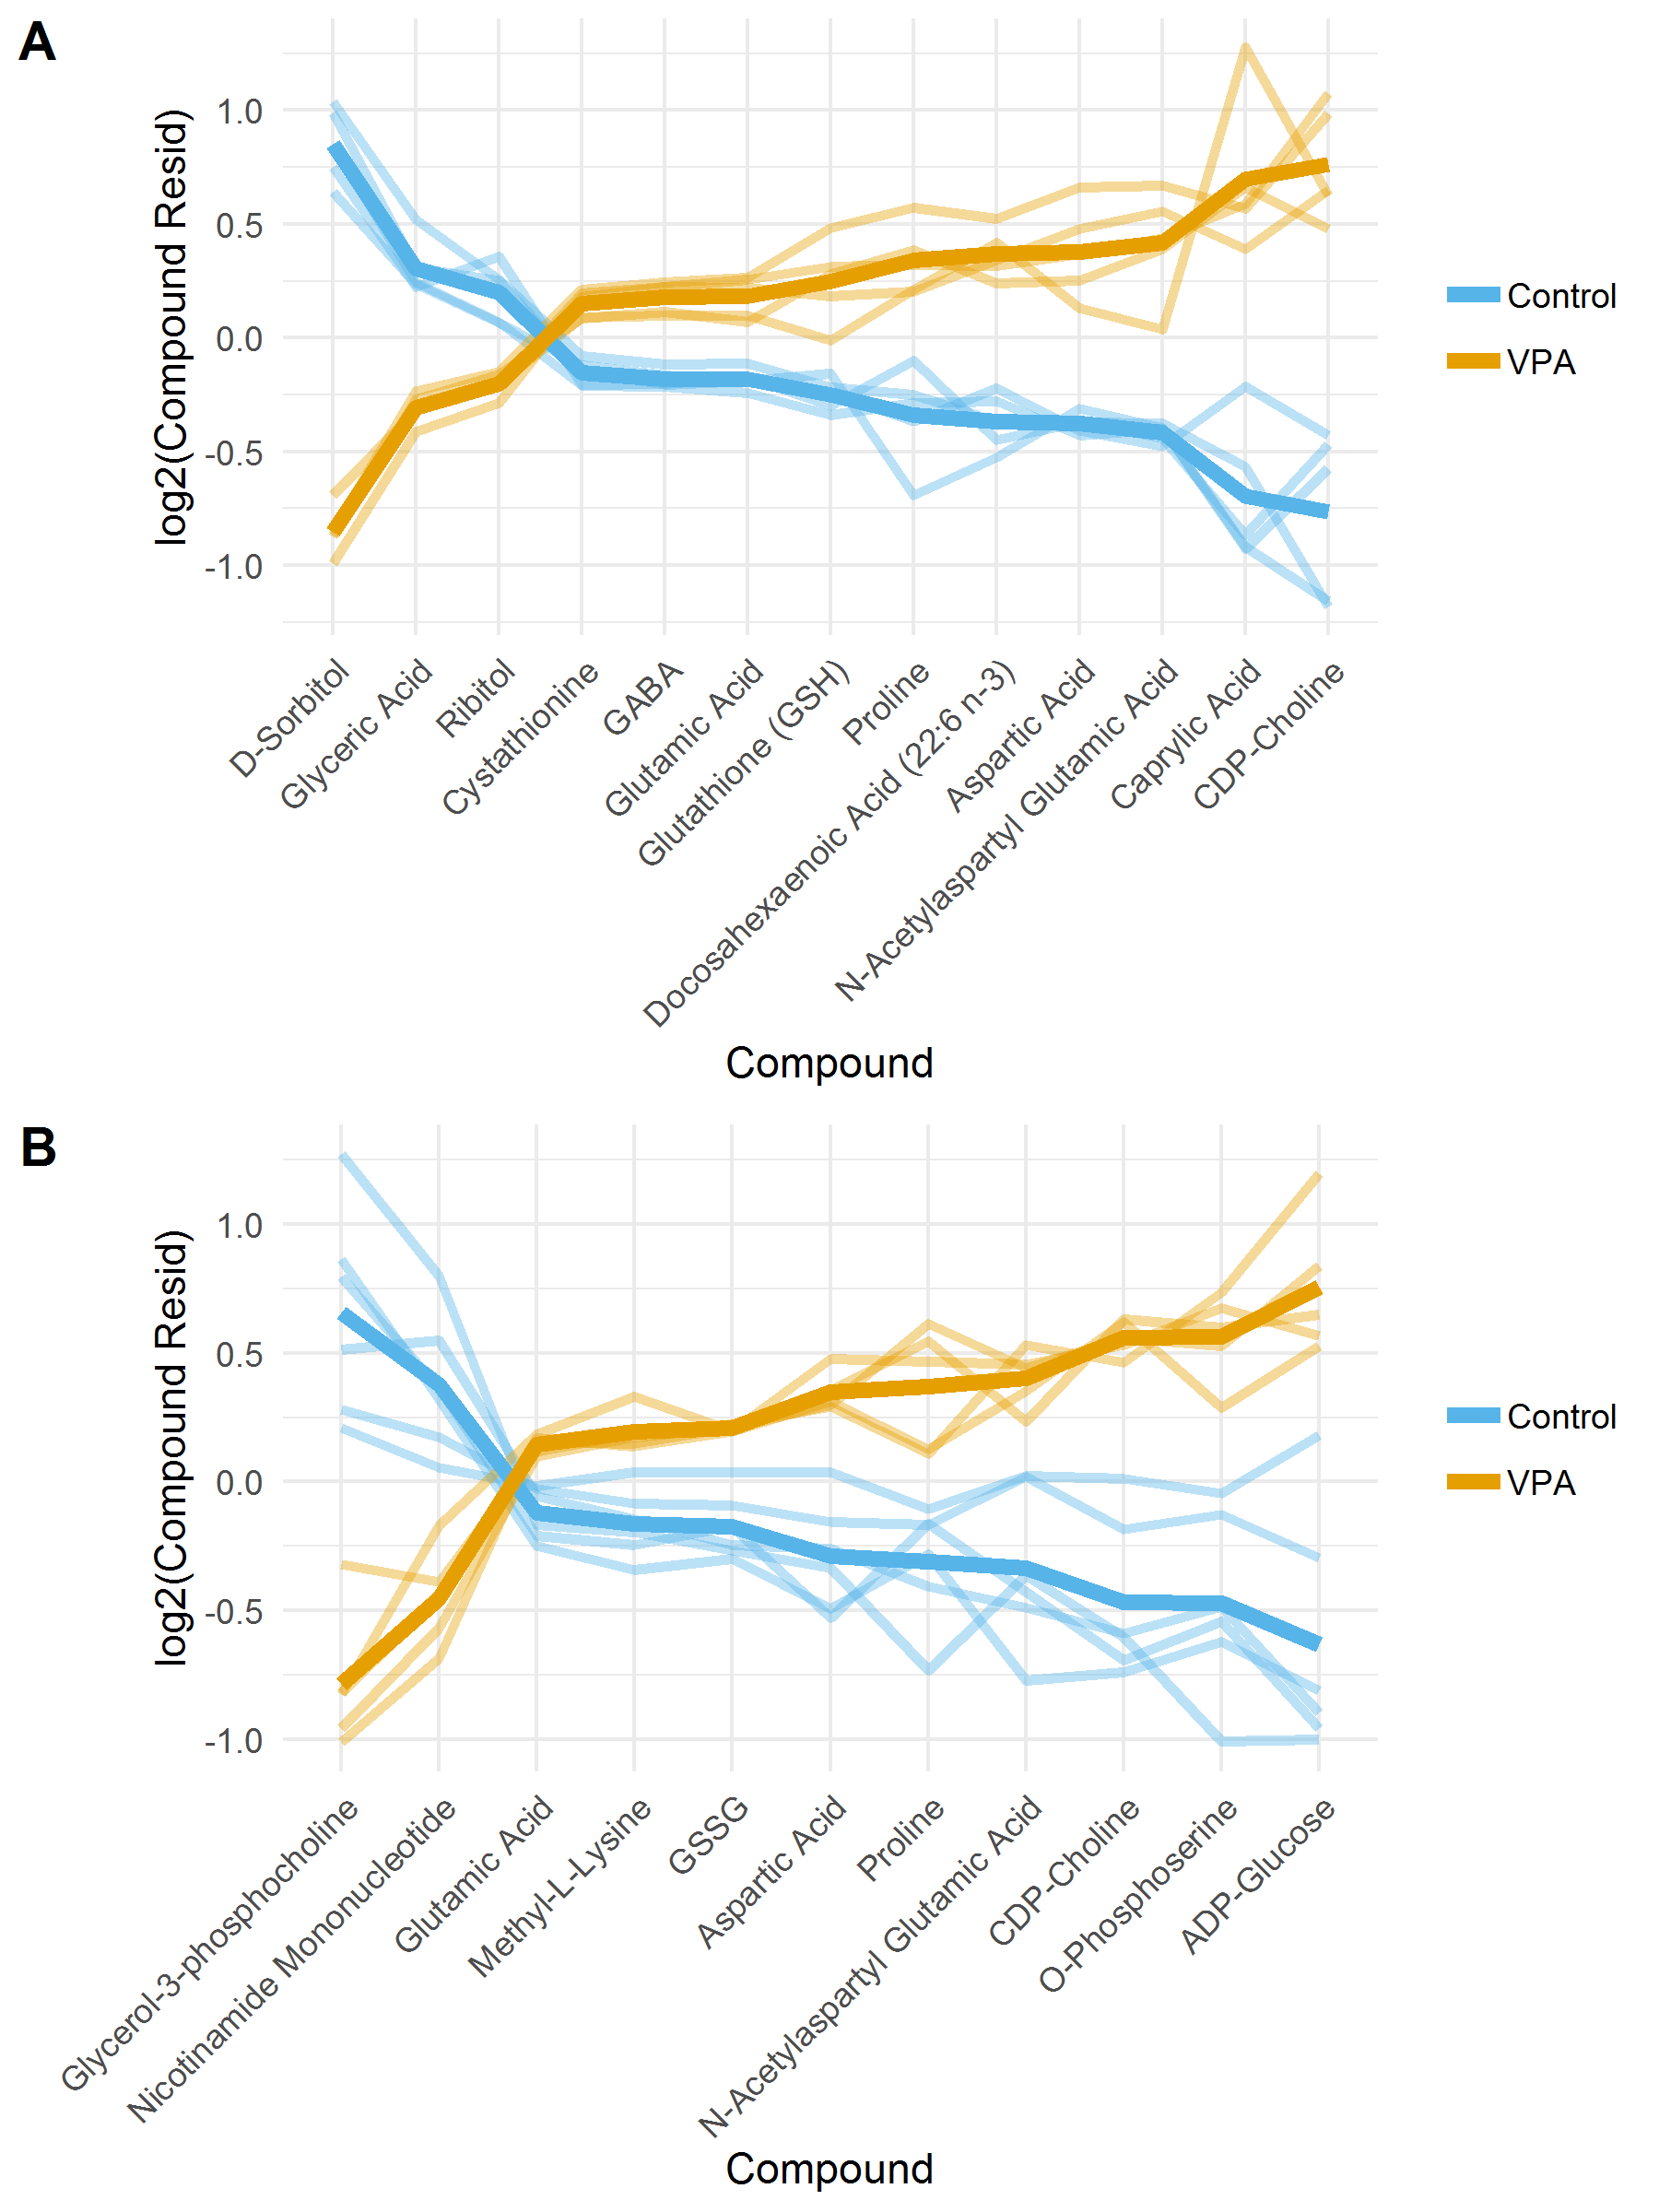 A
log2(Compound Resid)
1.0
0.5
0.0
-0.5
-1.0
D-Sorbitol
Glyceric Acid
Ribitol
Cystathionine
GABA
Glutamic Acid
Glutathione (GSH)
Proline
Docosahexaenoic Acid (22:6 n-3)
Aspartic Acid
N-Acetylaspartyl Glutamic Acid
Caprylic Acid
CDP-Choline
Compound
Control
VPA
B
log2(Compound Resid)
1.0
0.5
0.0
-0.5
-1.0
Glycerol-3-phosphocholine
Nicotinamide Mononucleotide
Glutamic Acid
Methyl-L-Lysine
GSSG
Aspartic Acid
Proline
N-Acetylaspartyl Glutamic Acid
CDP-Choline
O-Phosphoserine
ADP-Glucose
Compound
Control
VPA